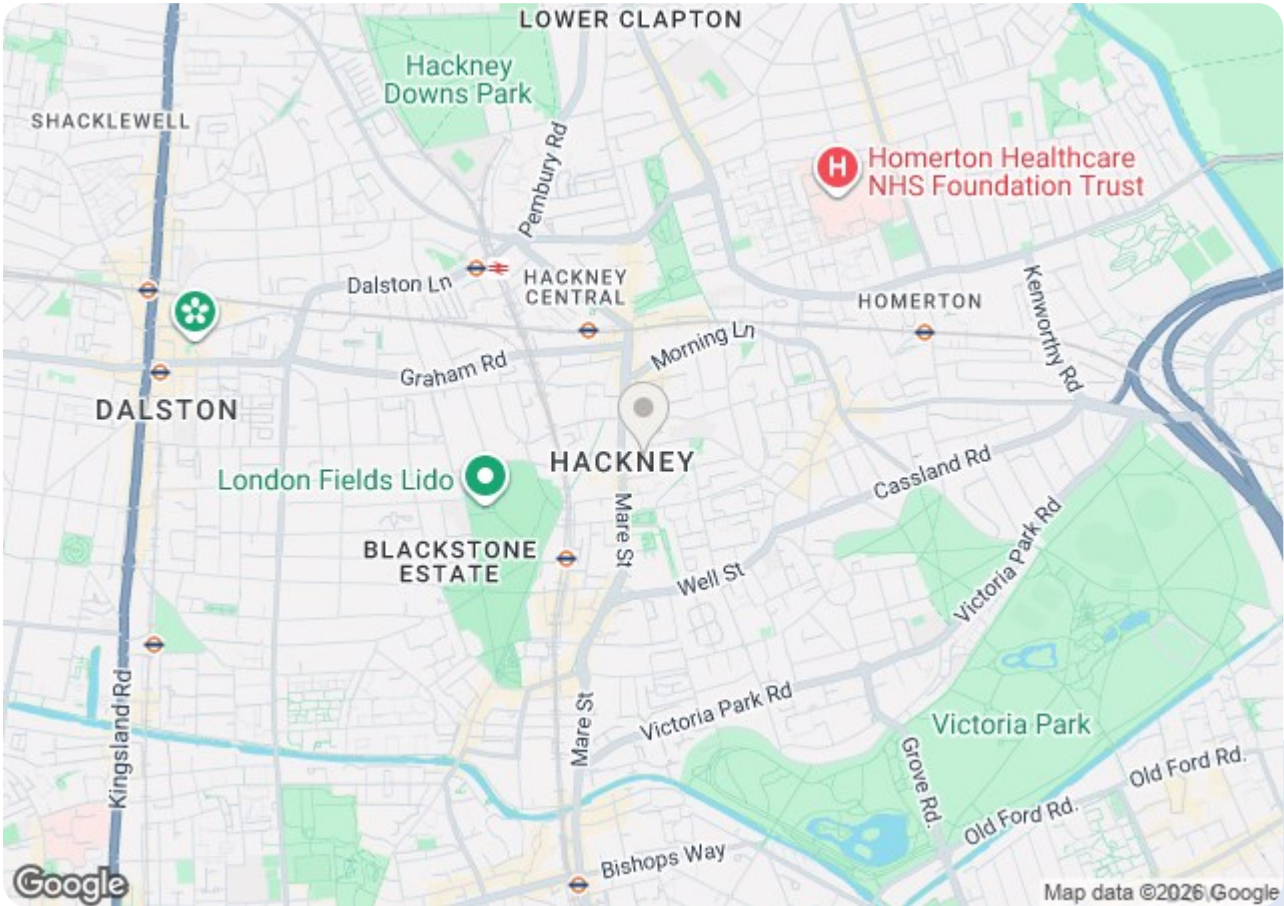 LOWER CLAPTON
Hackney
Downs Park
SHACKLEWELL
Pembury Rd
H
Homerton Healthcare
NHS Foundation Trust
Dalston Ln
HACKNEY
CENTRAL
HOMERTON
Kenworthy Rd
Morning Ln
Graham Rd
DALSTON
HACKNEY
London Fields Lido
Cassland Rd
Mare St
BLACKSTONE
ESTATE
Well St
Victoria Park Rd
Kingsland Rd
Mare St
Victoria Park Rd
Victoria Park
Grove Rd.
Old Ford Rd.
Old Ford Rd.
Bishops Way
Google
Map data ©2026 Google